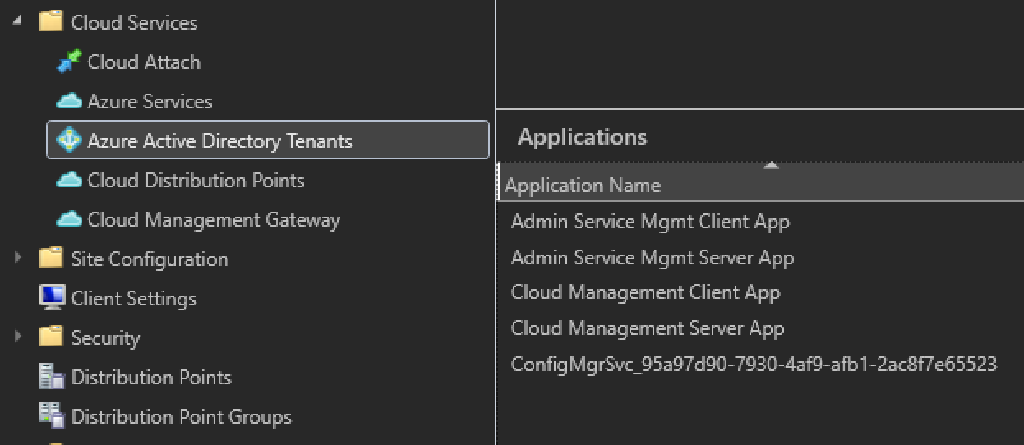 Cloud Services
Cloud Attach
Azure Services
Azure Active Directory Tenants
Cloud Distribution Points
Cloud Management Gateway
Site Configuration
Client Settings
Security
Distribution Points
Distribution Point Groups
Applications
Application Name
Admin Service Mgmt Client App
Admin Service Mgmt Server App
Cloud Management Client App
Cloud Management Server App
ConfigMgrSvc_95a97d90-7930-4af9-afb1-2ac8f7e65523